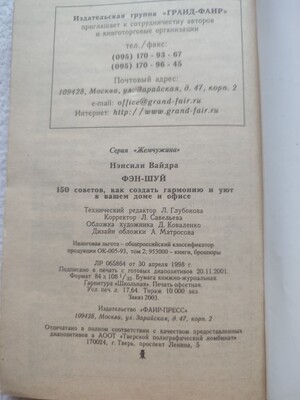 Издательская группа «ГРАНД-ФАИР»
приглашает к сотрудничеству авторов
и книготорговые организации
тел./факс:
(095) 170 - 93 - 67
(095) 170 - 96 - 45
Почтовый адрес:
109428, Москва, ул. Зарайская, д. 47, корп. 2
e-mail: office@grand-fair.ru
Интернет: http://www.grand-fair.ru
Серия «Жемчужина»
Нэнсили Вайдра
ФЭН-ШУЙ
150 советов, как создать гармонию и уют
в вашем доме и офисе
Технический редактор Л. Глубокова
Корректор Л. Савельева
Обложка художника Д. Коваленко
Дизайн обложки А. Матросова
Налоговая льгота – общероссийский классификатор
продукции ОК-005-93, том 2; 953000 – книги, брошюры
ЛР 065864 от 30 апреля 1998 г.
Подписано в печать с готовых диапозитивов 20.11.2001.
Формат 84 × 108 1/32. Бумага книжно-журнальная.
Гарнитура «Школьная». Печать офсетная.
Усл. печ. л. 17,64. Тираж 10 000 экз.
Заказ 2003.
Издательство «ФАИР-ПРЕСС»
109428, Москва, ул. Зарайская, д. 47, корп. 2
Отпечатано в полном соответствии с качеством предоставленных
диапозитивов в АООТ «Тверской полиграфический комбинат»
170024, г. Тверь, проспект Ленина, 5